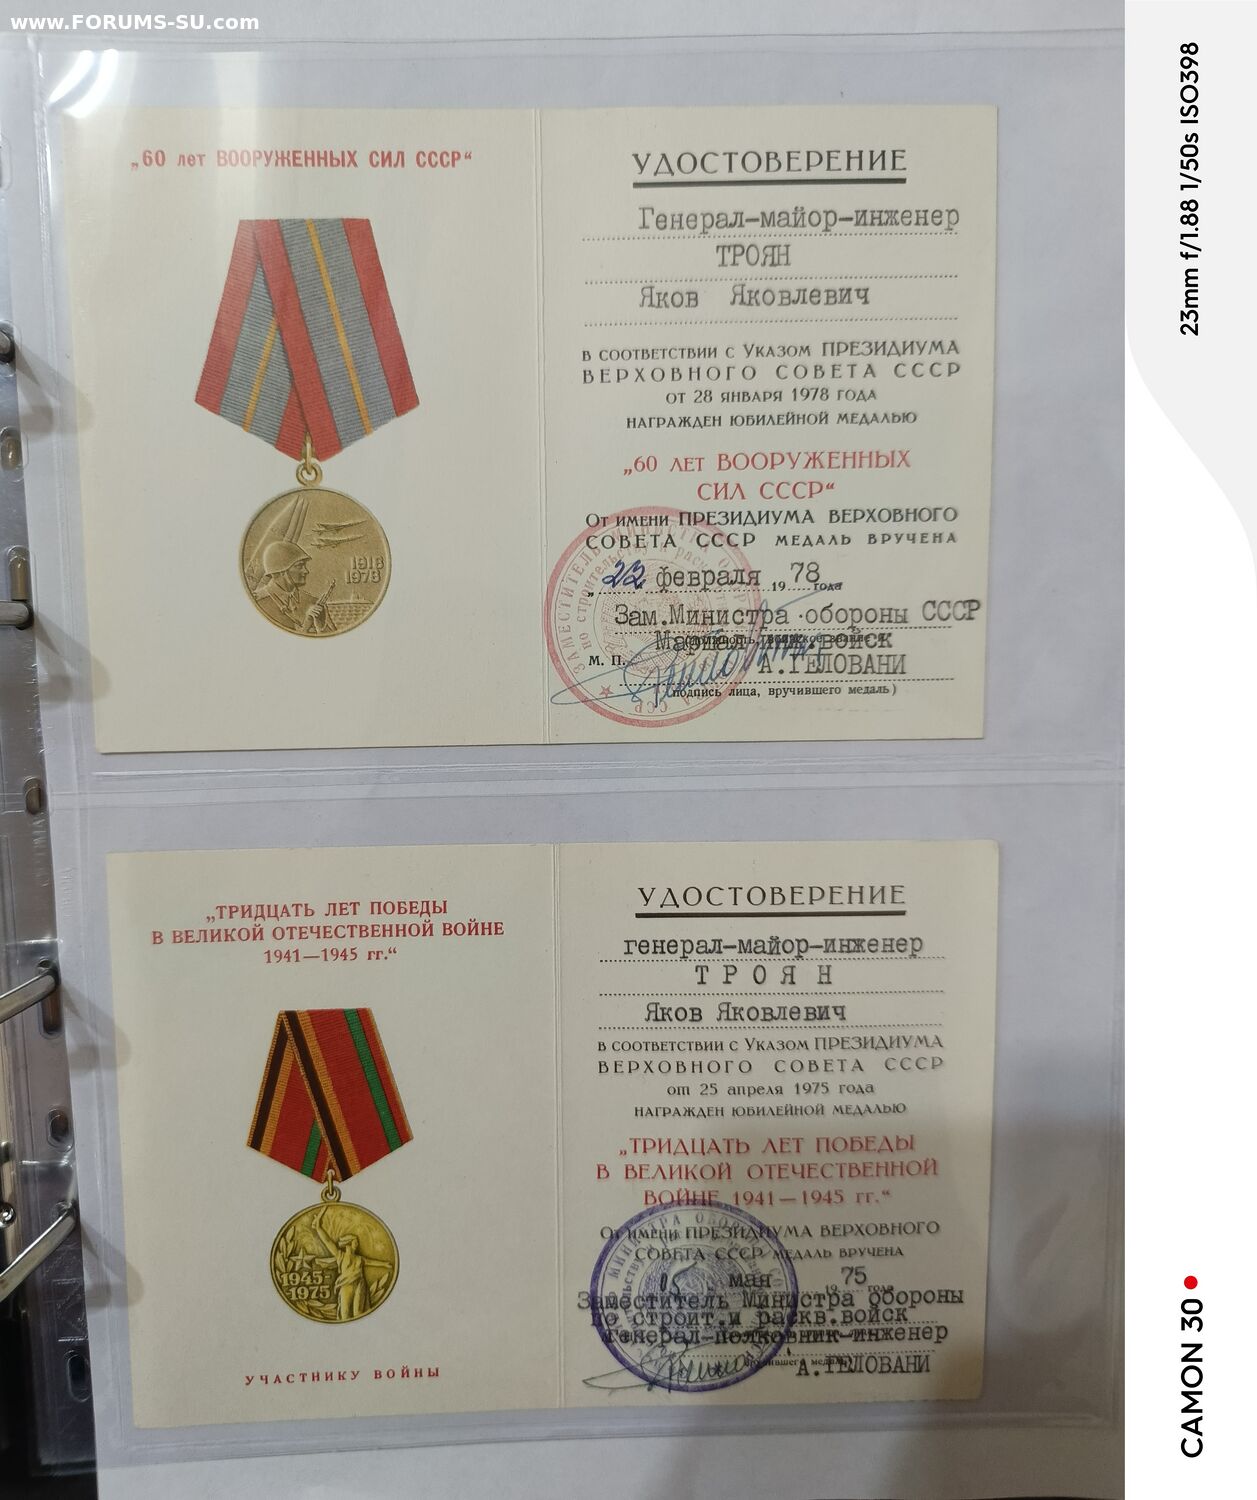 www.FORUMS-SU.com
„60 лет ВООРУЖЕННЫХ СИЛ СССР“
1918
1978
УДОСТОВЕРЕНИЕ
Генерал-майор-инженер
ТРОЯН
Яков Яковлевич
в соответствии с Указом ПРЕЗИДИУМА
ВЕРХОВНОГО СОВЕТА СССР
от 28 января 1978 года
награжден юбилейной медалью
„60 лет ВООРУЖЕННЫХ
СИЛ СССР“
От имени ПРЕЗИДИУМА ВЕРХОВНОГО
СОВЕТА СССР медаль вручена
„22 февраля 1978 года
Зам.Министра обороны СССР
Маршал инж.войск
М. П. А.ГЕЛОВАНИ
(подпись лица, вручившего медаль)
„ТРИДЦАТЬ ЛЕТ ПОБЕДЫ
В ВЕЛИКОЙ ОТЕЧЕСТВЕННОЙ ВОЙНЕ
1941—1945 гг.“
1945-
1975
УЧАСТНИКУ ВОЙНЫ
УДОСТОВЕРЕНИЕ
генерал-майор-инженер
ТРОЯН
Яков Яковлевич
в соответствии с Указом ПРЕЗИДИУМА
ВЕРХОВНОГО СОВЕТА СССР
от 25 апреля 1975 года
награжден юбилейной медалью
„ТРИДЦАТЬ ЛЕТ ПОБЕДЫ
В ВЕЛИКОЙ ОТЕЧЕСТВЕННОЙ
ВОЙНЕ 1941—1945 гг.“
От имени ПРЕЗИДИУМА ВЕРХОВНОГО
СОВЕТА СССР медаль вручена
мая 1975 года
Заместитель Министра обороны
по строит.и раскв.войск
генерал-полковник-инженер
А.ГЕЛОВАНИ
23mm f/1.88 1/50s ISO398
CAMON 30